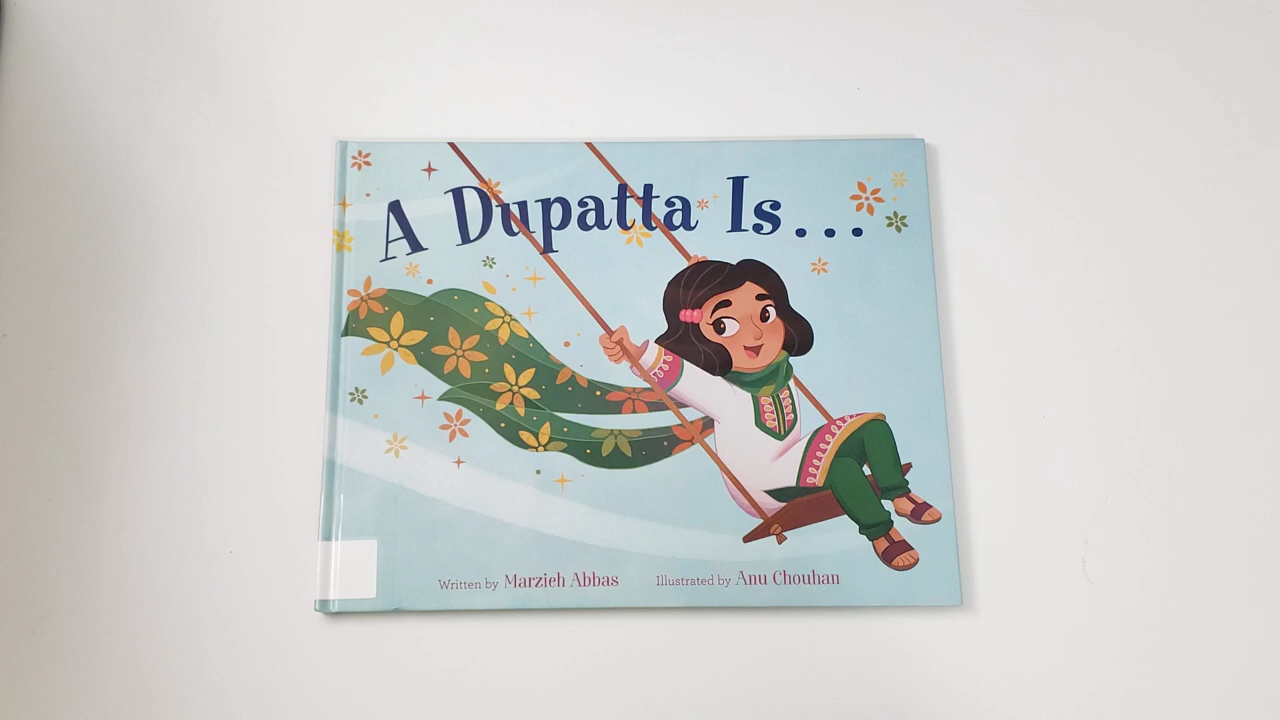 A Dupatta Is...
Written by Marzieh Abbas Illustrated by Anu Chouhan